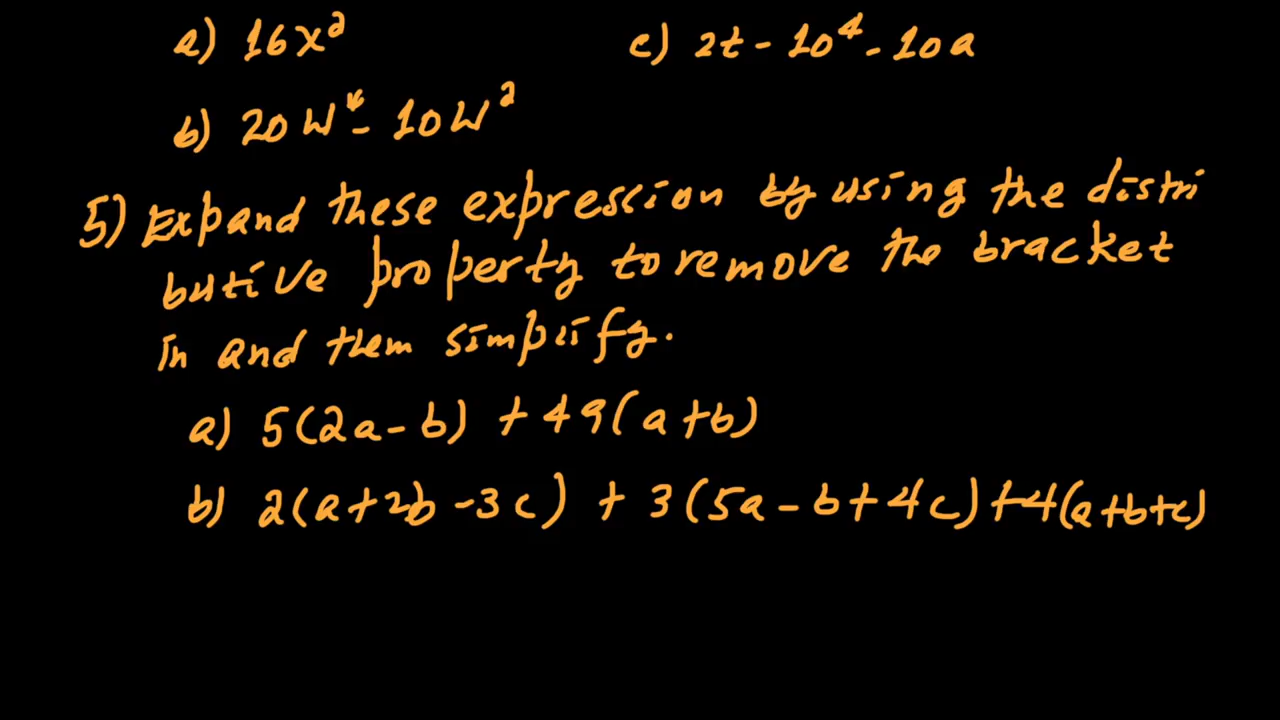 a) 16x²
c) 2t - 10⁴ - 10a
b) 20W⁴ - 10W²
5) Expand these expression by using the distri
butive property to remove the bracket
in and them simplify.
a) 5(2a - b) + 49(a + b)
b) 2(a + 2b - 3c) + 3(5a - b + 4c) + 4(a + b + c)